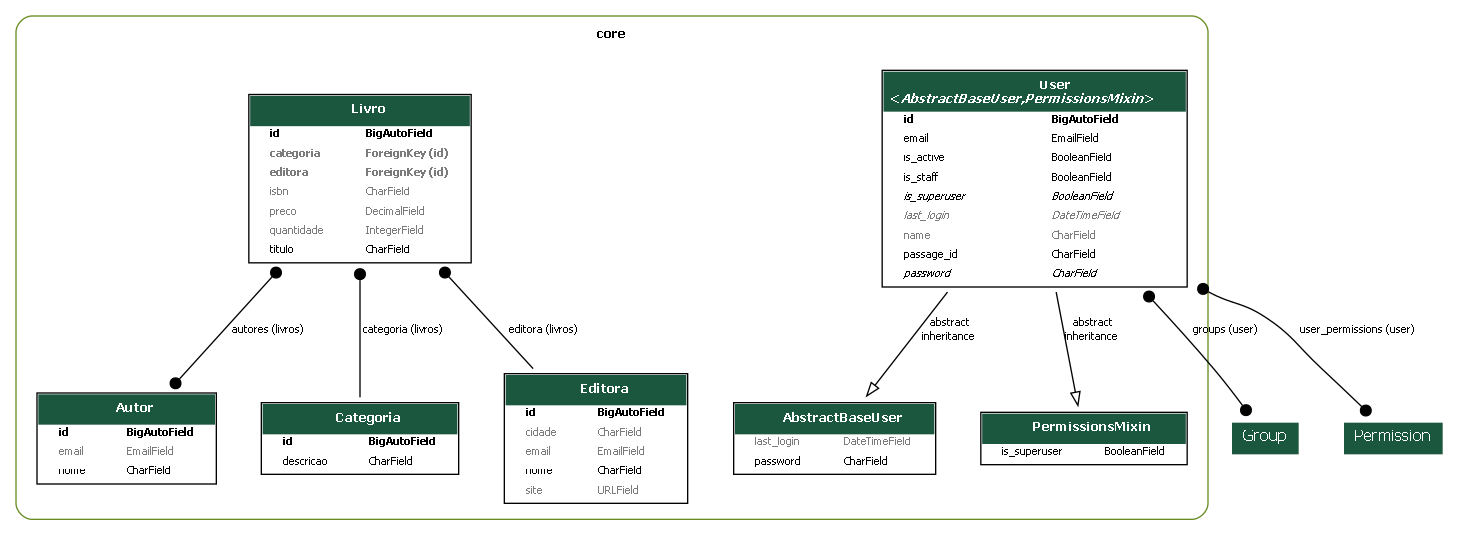 core
Livro
id BigAutoField
categoria ForeignKey (id)
editora ForeignKey (id)
isbn CharField
preco DecimalField
quantidade IntegerField
titulo CharField
User
<AbstractBaseUser,PermissionsMixin>
id BigAutoField
email EmailField
is_active BooleanField
is_staff BooleanField
is_superuser BooleanField
last_login DateTimeField
name CharField
passage_id CharField
password CharField
autores (livros)
categoria (livros)
editora (livros)
abstract
inheritance
abstract
inheritance
groups (user)
user_permissions (user)
Autor
id BigAutoField
email EmailField
nome CharField
Categoria
id BigAutoField
descricao CharField
Editora
id BigAutoField
cidade CharField
email EmailField
nome CharField
site URLField
AbstractBaseUser
last_login DateTimeField
password CharField
PermissionsMixin
is_superuser BooleanField
Group
Permission